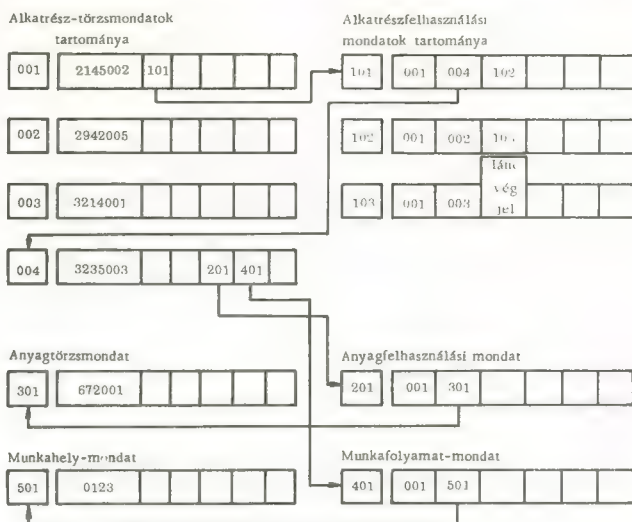 Alkatrész-törzsmondatok
tartománya
Alkatrészfelhasználási
mondatok tartománya
001 2145002 101
101 001 004 102
002 2942005
102 001 002
003 3214001
103 001 003
lánc
vég
jel
004 3235003 201 401
Anyagtörzsmondat
Anyagfelhasználási mondat
301 672001
201 001 301
Munkahely-mondat
Munkafolyamat-mondat
501 0123
401 001 501